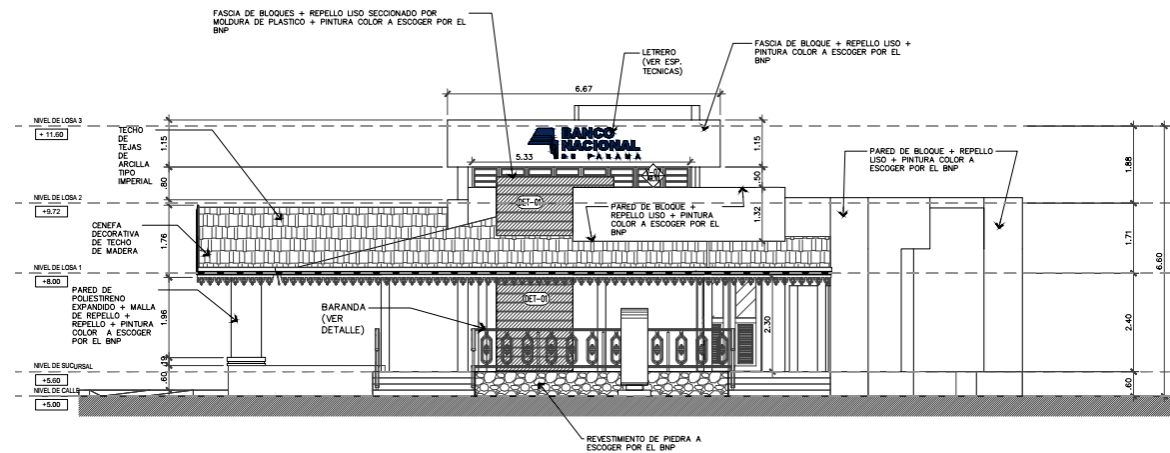 FASCIA DE BLOQUES + REPELLO LISO SECCIONADO POR
MOLDURA DE PLASTICO + PINTURA COLOR A ESCOGER POR EL
BNP
LETRERO
(VER ESP.
TECNICAS)
FASCIA DE BLOQUE + REPELLO LISO +
PINTURA COLOR A ESCOGER POR EL
BNP
6.67
NIVEL DE LOSA 3
+ 11.60
TECHO
DE
TEJAS
DE
ARCILLA
TIPO
IMPERIAL
1.15
BANCO
NACIONAL
DE PANAMÁ
5.33
1.15
PARED DE BLOQUE + REPELLO
LISO + PINTURA COLOR A
ESCOGER POR EL BNP
1.88
.80
.50
NIVEL DE LOSA 2
+9.72
DET-01
PARED DE BLOQUE +
REPELLO LISO + PINTURA
COLOR A ESCOGER POR EL
BNP
1.32
CENEFA
DECORATIVA
DE TECHO
DE MADERA
1.76
1.71
6.60
NIVEL DE LOSA 1
+8.00
PARED DE
POLIESTIRENO
EXPANDIDO + MALLA
DE REPELLO +
REPELLO + PINTURA
COLOR A ESCOGER
POR EL BNP
1.96
BARANDA
(VER
DETALLE)
DET-01
2.30
2.40
.19
NIVEL DE SUCURSAL
+5.60
.60
.60
NIVEL DE CALLE
+5.00
REVESTIMIENTO DE PIEDRA A
ESCOGER POR EL BNP